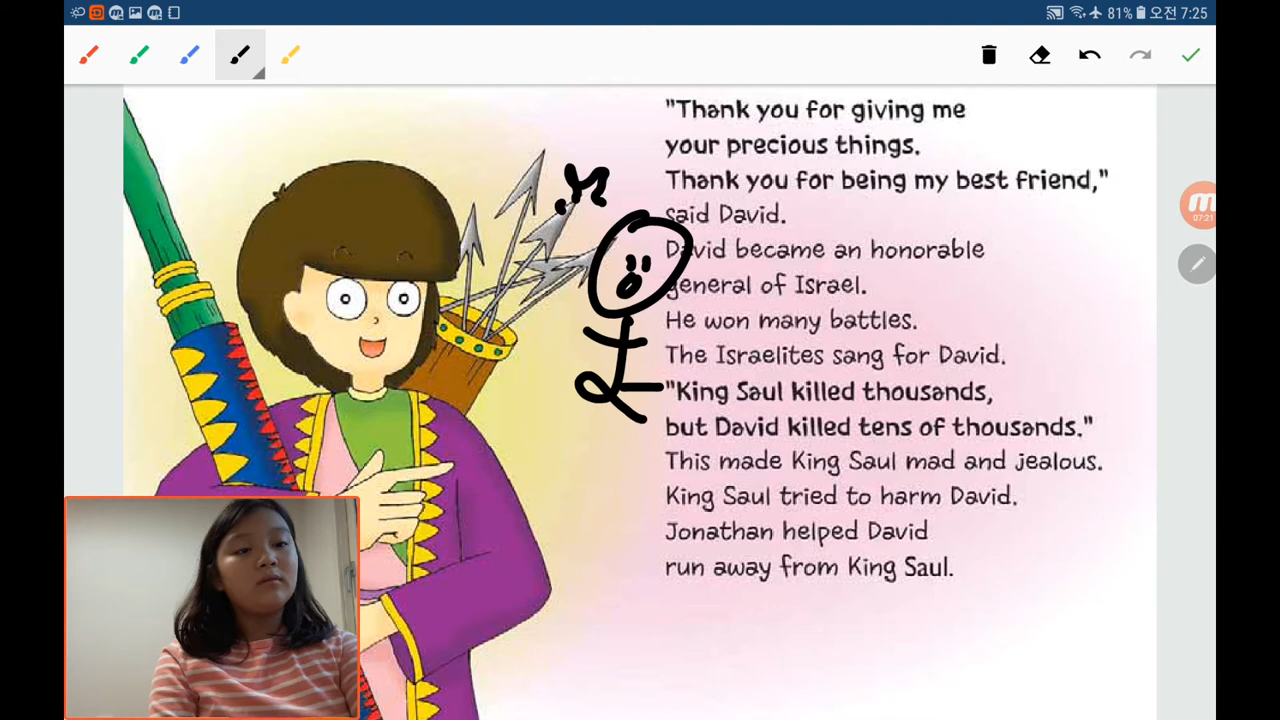 81% 오전 7:25
"Thank you for giving me
your precious things.
Thank you for being my best friend,"
said David.
David became an honorable
general of Israel.
He won many battles.
The Israelites sang for David.
"King Saul killed thousands,
but David killed tens of thousands."
This made King Saul mad and jealous.
King Saul tried to harm David.
Jonathan helped David
run away from King Saul.
07:21